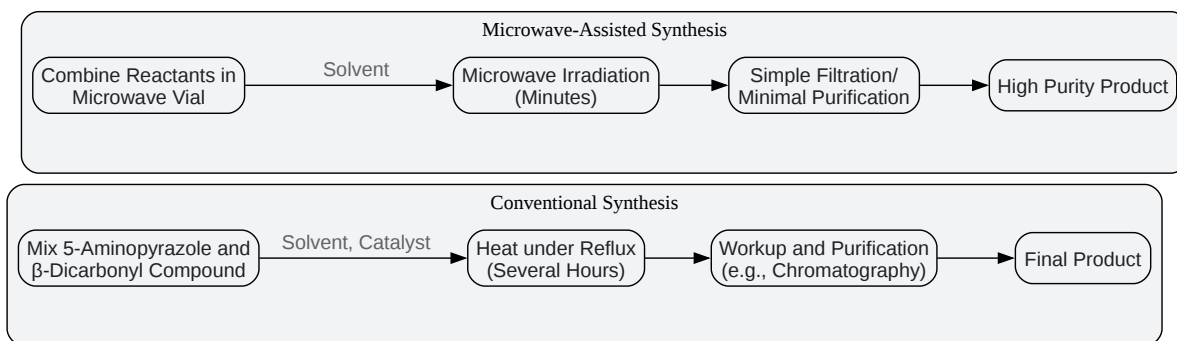 Microwave-Assisted Synthesis
Combine Reactants in
Microwave Vial
Solvent
Microwave Irradiation
(Minutes)
Simple Filtration/
Minimal Purification
High Purity Product
Conventional Synthesis
Mix 5-Aminopyrazole and
β-Dicarbonyl Compound
Solvent, Catalyst
Heat under Reflux
(Several Hours)
Workup and Purification
(e.g., Chromatography)
Final Product